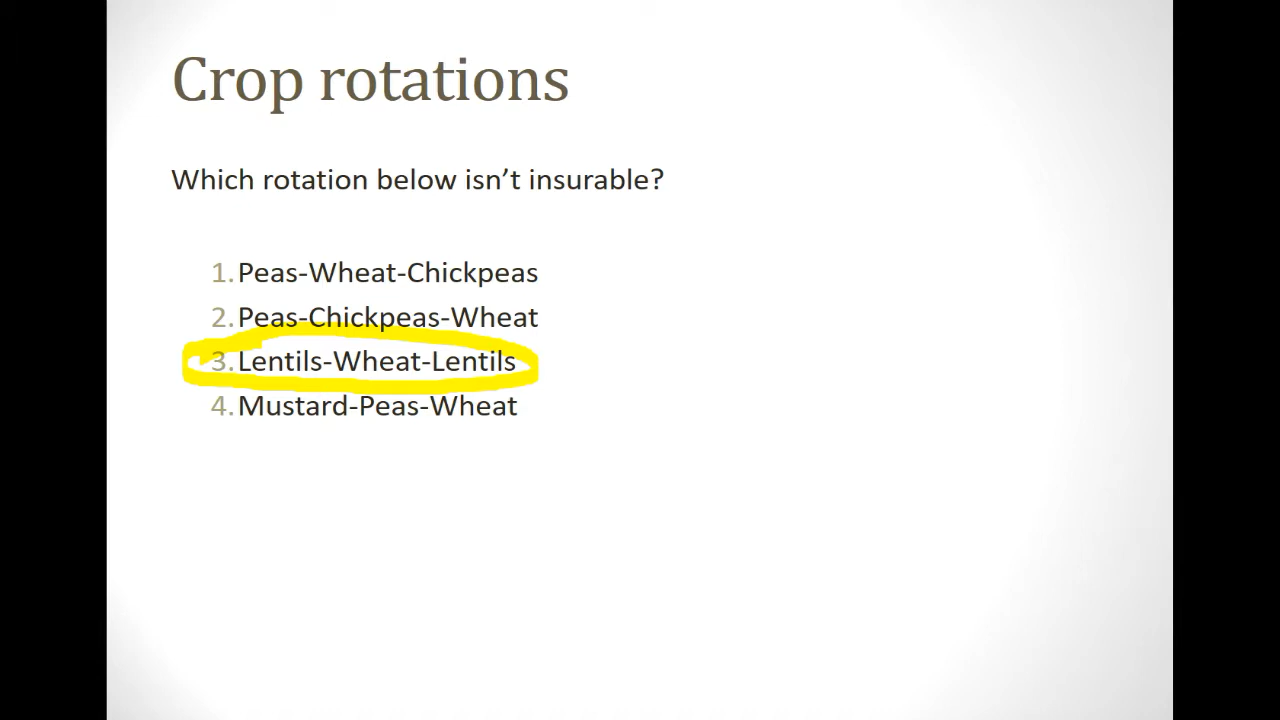 Crop rotations
Which rotation below isn’t insurable?
1. Peas-Wheat-Chickpeas
2. Peas-Chickpeas-Wheat
3. Lentils-Wheat-Lentils
4. Mustard-Peas-Wheat